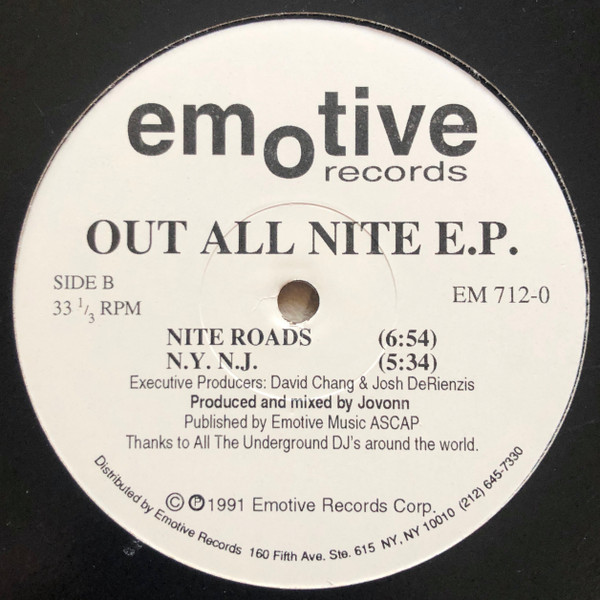 emotive
records
OUT ALL NITE E.P.
SIDE B
33 1/3 RPM
EM 712-0
NITE ROADS (6:54)
N.Y. N.J. (5:34)
Executive Producers: David Chang & Josh DeRienzis
Produced and mixed by Jovonn
Published by Emotive Music ASCAP
Thanks to All The Underground DJ's around the world.
© ℗ 1991 Emotive Records Corp.
Distributed by Emotive Records 160 Fifth Ave. Ste. 615 NY, NY 10010 (212) 645-7330